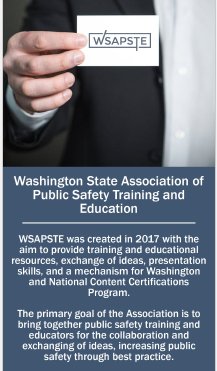 WSAPSTE
Washington State Association of
Public Safety Training and
Education
WSAPSTE was created in 2017 with the
aim to provide training and educational
resources, exchange of ideas, presentation
skills, and a mechanism for Washington
and National Content Certifications
Program.
The primary goal of the Association is to
bring together public safety training and
educators for the collaboration and
exchanging of ideas, increasing public
safety through best practice.